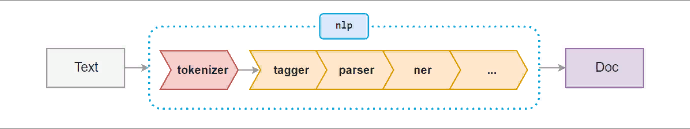 nlp
Text
tokenizer
tagger
parser
ner
...
Doc